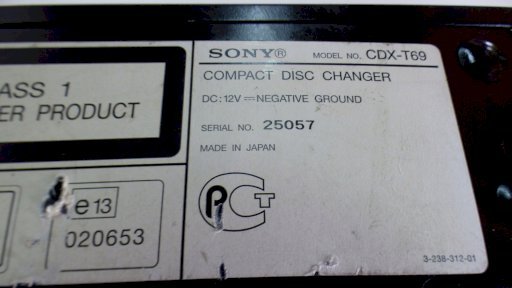 SONY® MODEL NO. CDX-T69
COMPACT DISC CHANGER
DC:12V⎓NEGATIVE GROUND
SERIAL NO. 25057
MADE IN JAPAN
PCT
3-238-312-01
ASS 1
ER PRODUCT
e13
020653